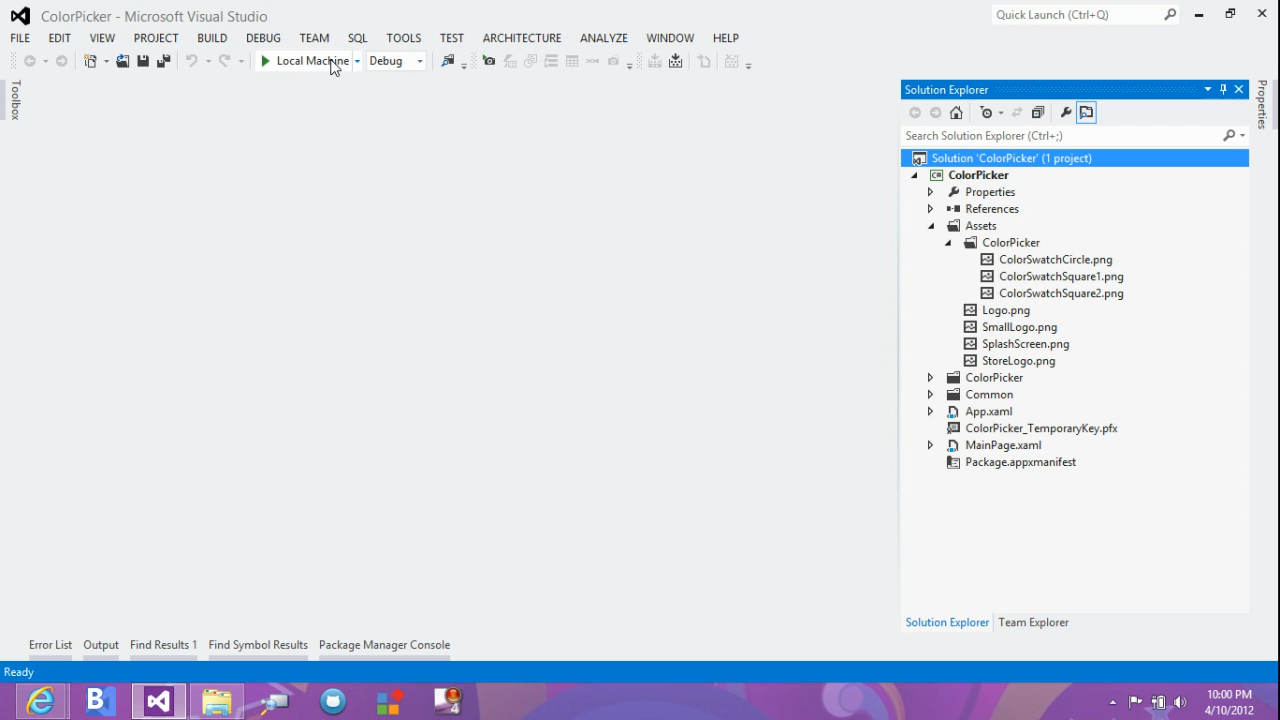 ColorPicker - Microsoft Visual Studio
Quick Launch (Ctrl+Q)
FILE EDIT VIEW PROJECT BUILD DEBUG TEAM SQL TOOLS TEST ARCHITECTURE ANALYZE WINDOW HELP
Local Machine Debug
Toolbox
Solution Explorer
Properties
Search Solution Explorer (Ctrl+;)
Solution 'ColorPicker' (1 project)
C# ColorPicker
Properties
References
Assets
ColorPicker
ColorSwatchCircle.png
ColorSwatchSquare1.png
ColorSwatchSquare2.png
Logo.png
SmallLogo.png
SplashScreen.png
StoreLogo.png
ColorPicker
Common
App.xaml
ColorPicker_TemporaryKey.pfx
MainPage.xaml
Package.appxmanifest
Solution Explorer Team Explorer
Error List Output Find Results 1 Find Symbol Results Package Manager Console
Ready
B
4
10:00 PM
4/10/2012